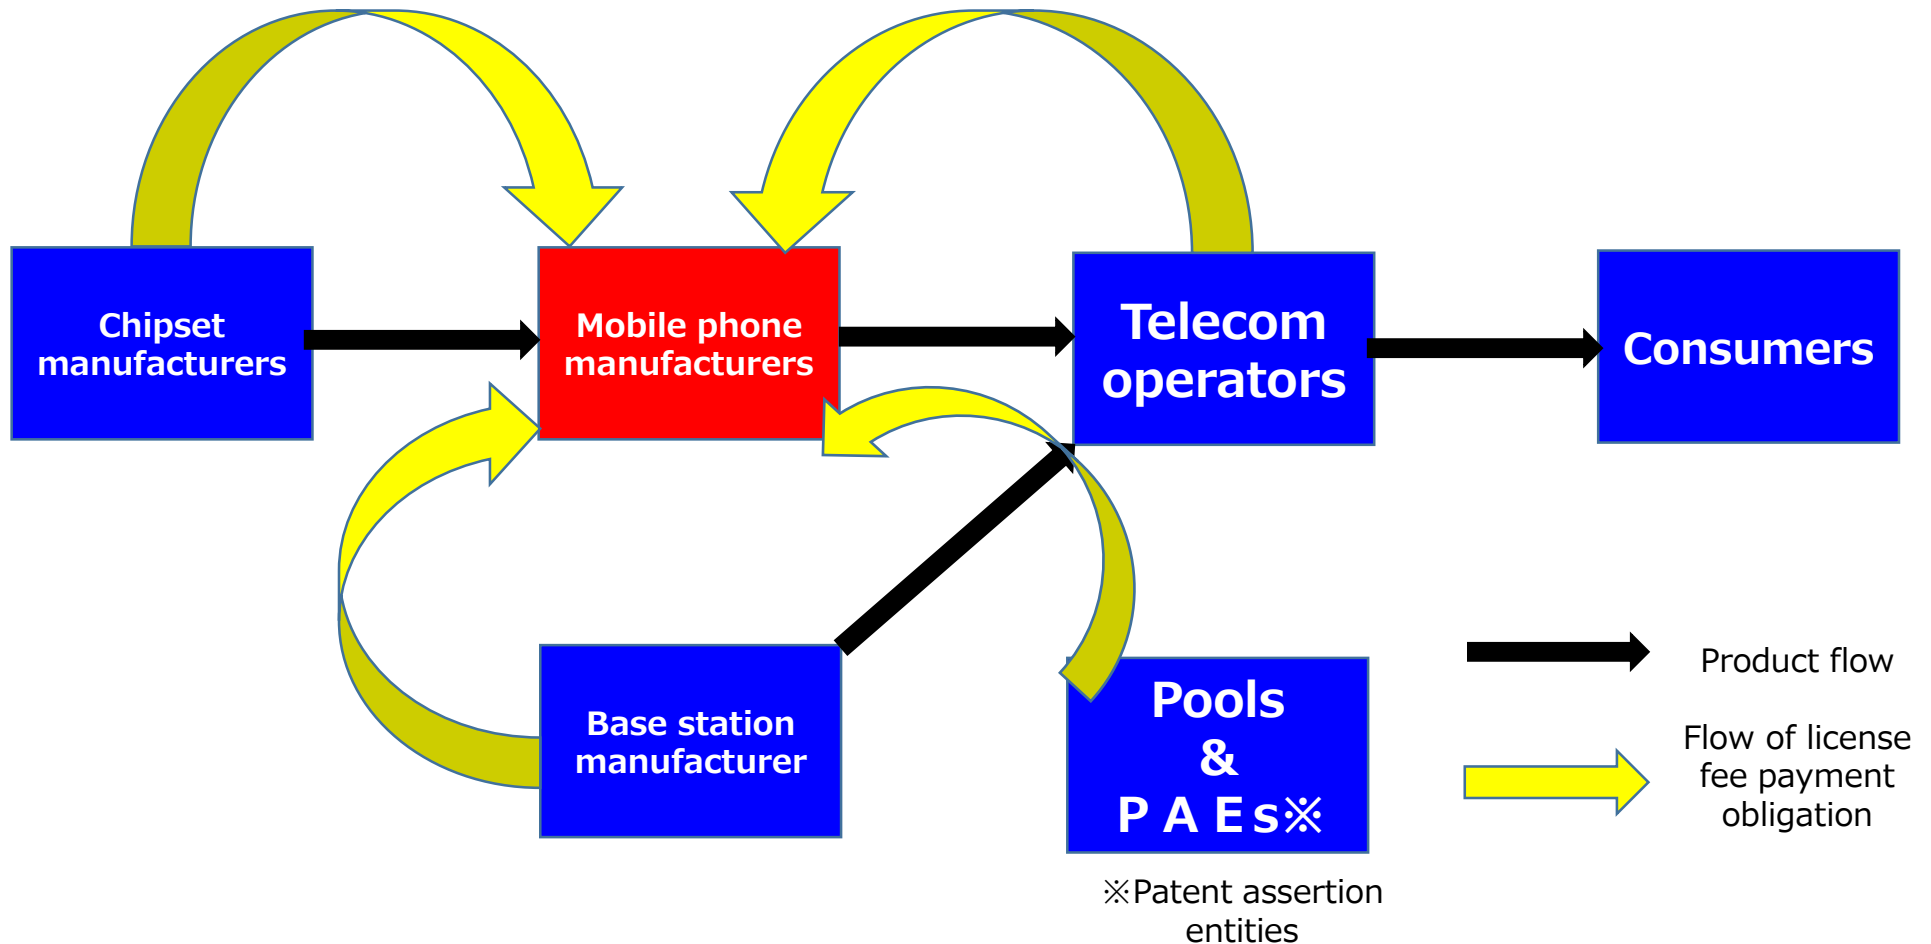 Chipset
manufacturers
Mobile phone
manufacturers
Telecom
operators
Consumers
Base station
manufacturer
Pools
&
ＰＡＥs※
※Patent assertion
entities
Product flow
Flow of license
fee payment
obligation